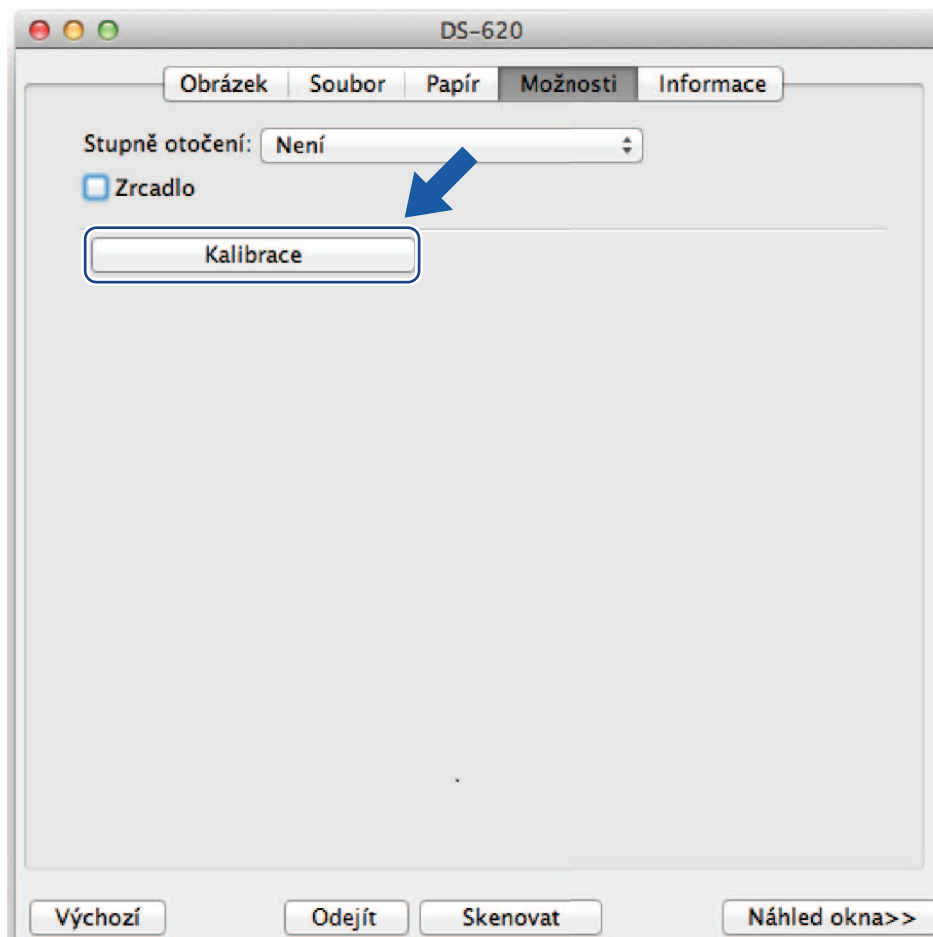 DS-620
Obrázek Soubor Papír Možnosti Informace
Stupně otočení: Není
Zrcadlo
Kalibrace
Výchozí Odejít Skenovat Náhled okna>>